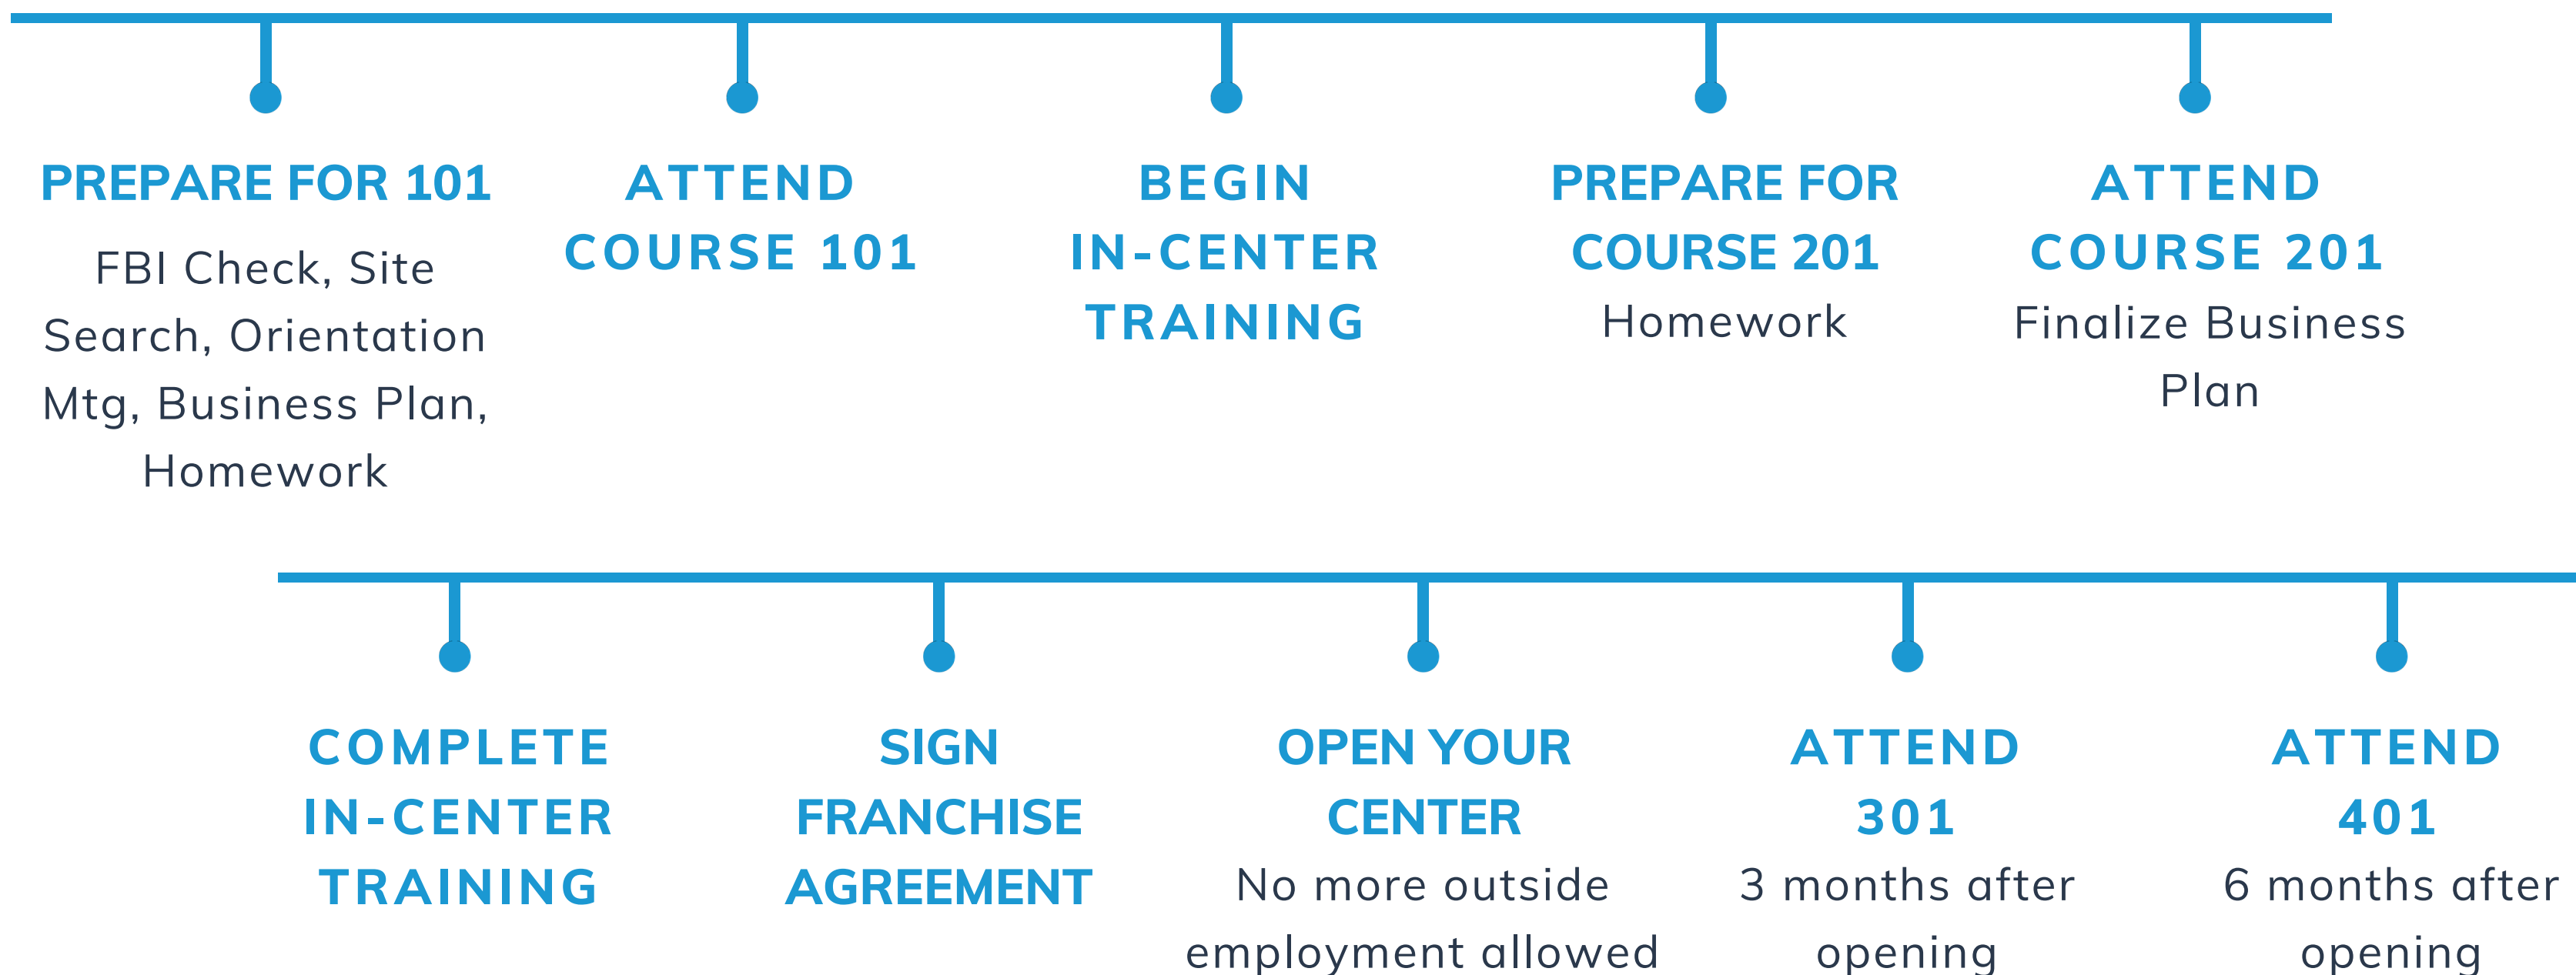 PREPARE FOR 101
FBI Check, Site
Search, Orientation
Mtg, Business Plan,
Homework
ATTEND
COURSE 101
BEGIN
IN-CENTER
TRAINING
PREPARE FOR
COURSE 201
Homework
ATTEND
COURSE 201
Finalize Business
Plan
COMPLETE
IN-CENTER
TRAINING
SIGN
FRANCHISE
AGREEMENT
OPEN YOUR
CENTER
No more outside
employment allowed
ATTEND
301
3 months after
opening
ATTEND
401
6 months after
opening